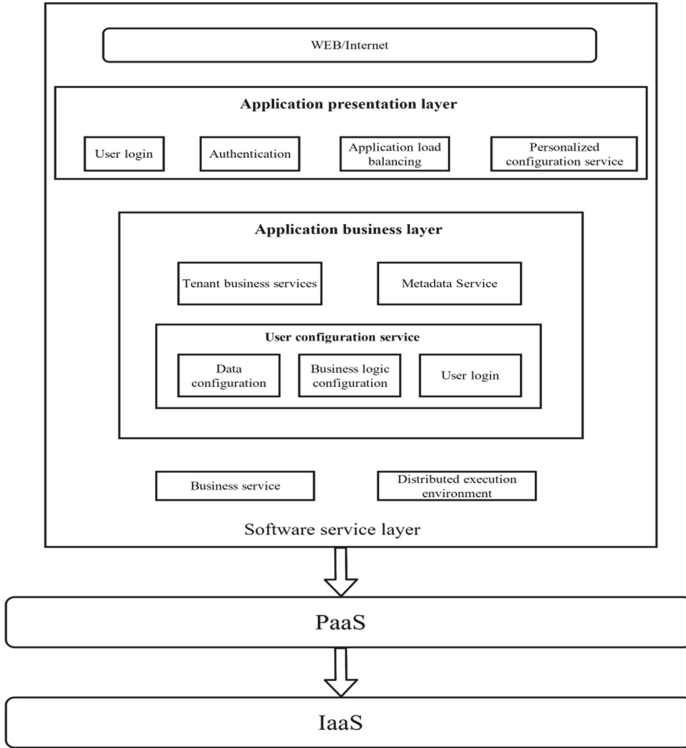 WEB/Internet
Application presentation layer
User login
Authentication
Application load
balancing
Personalized
configuration service
Application business layer
Tenant business services
Metadata Service
User configuration service
Data
configuration
Business logic
configuration
User login
Business service
Distributed execution
environment
Software service layer
PaaS
IaaS